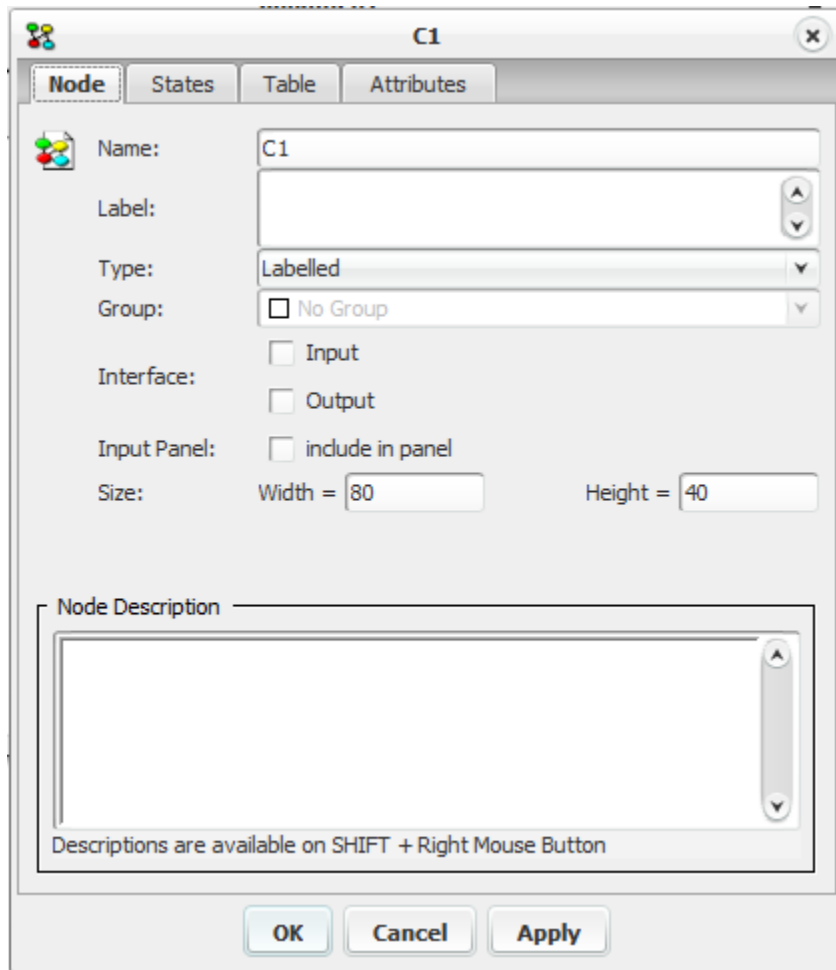 C1
Node States Table Attributes
Name: C1
Label:
Type: Labelled
Group: No Group
Interface: Input
Output
Input Panel: include in panel
Size: Width = 80 Height = 40
Node Description
Descriptions are available on SHIFT + Right Mouse Button
OK Cancel Apply